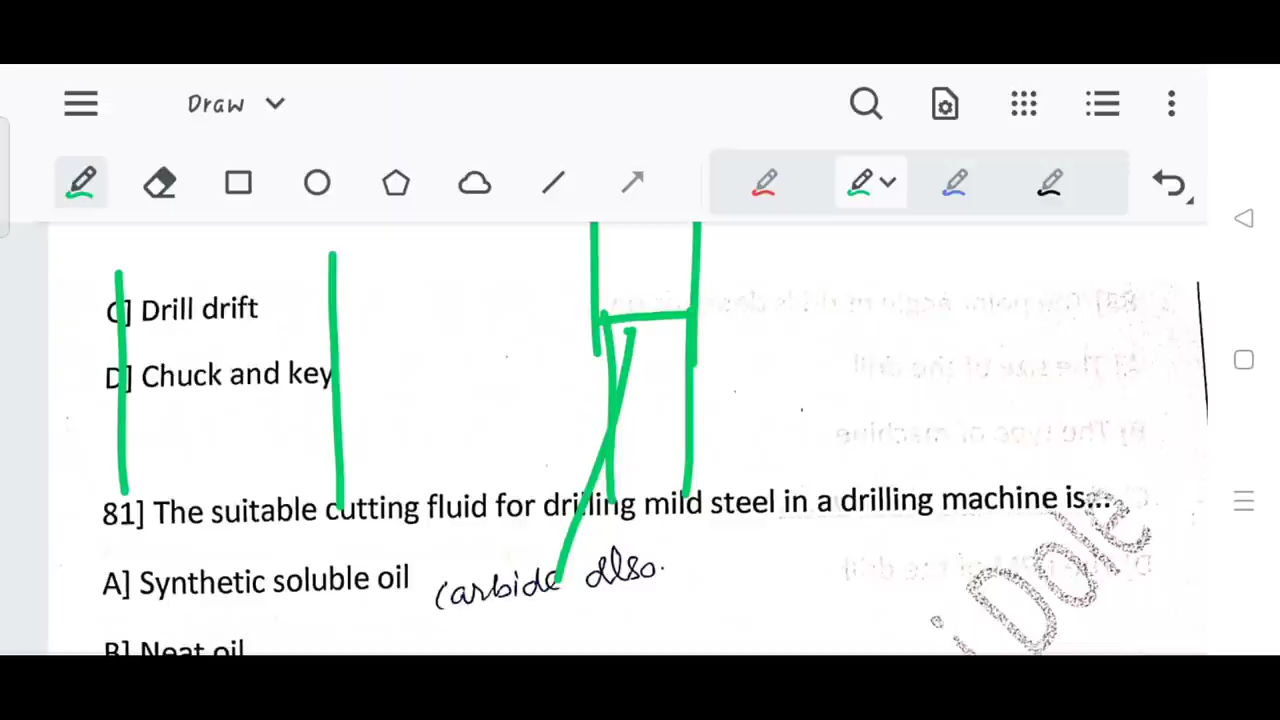 Draw
C] Drill drift
D] Chuck and key
81] The suitable cutting fluid for drilling mild steel in a drilling machine is...
A] Synthetic soluble oil
Carbide also.
B] Neat oil
i Dole